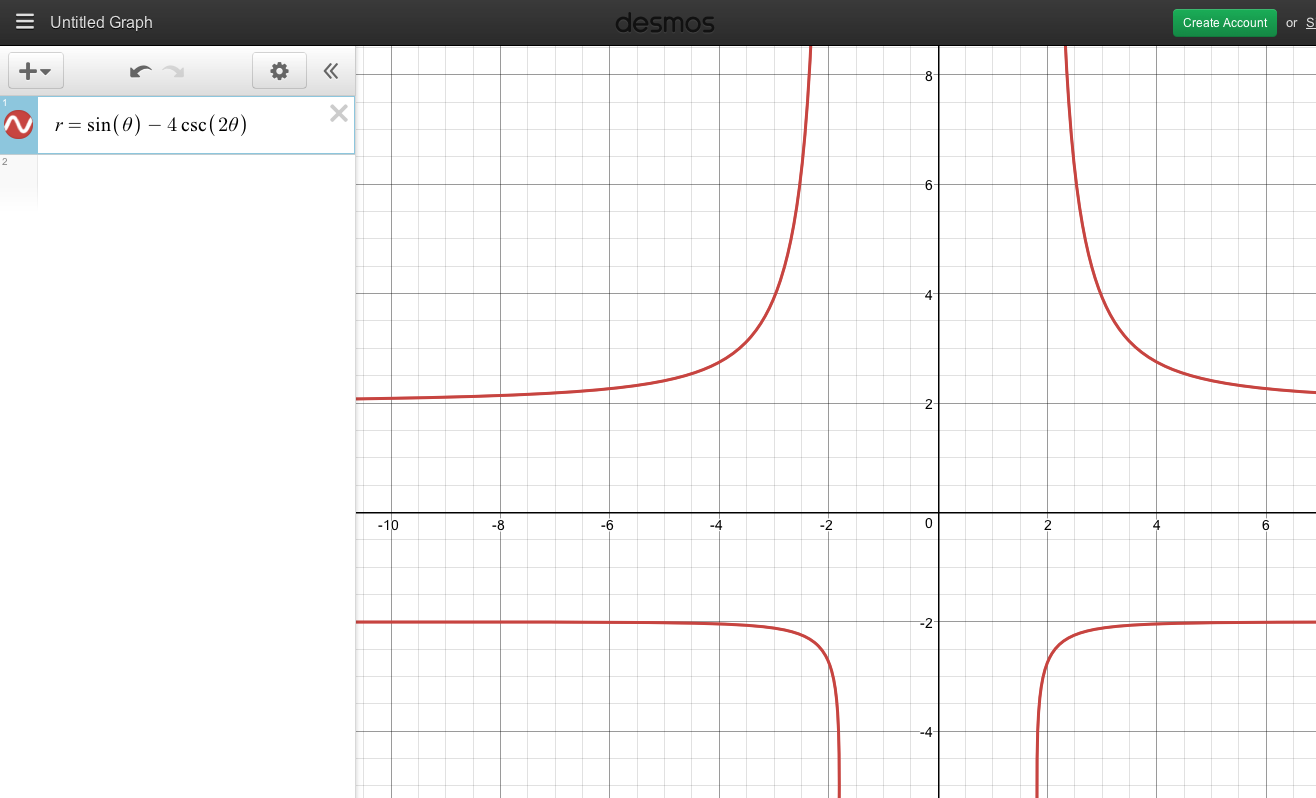 Untitled Graph
desmos
Create Account or S
1
r = sin(θ) − 4 csc(2θ)
2
8
6
4
2
-10 -8 -6 -4 -2 0 2 4 6
-2
-4